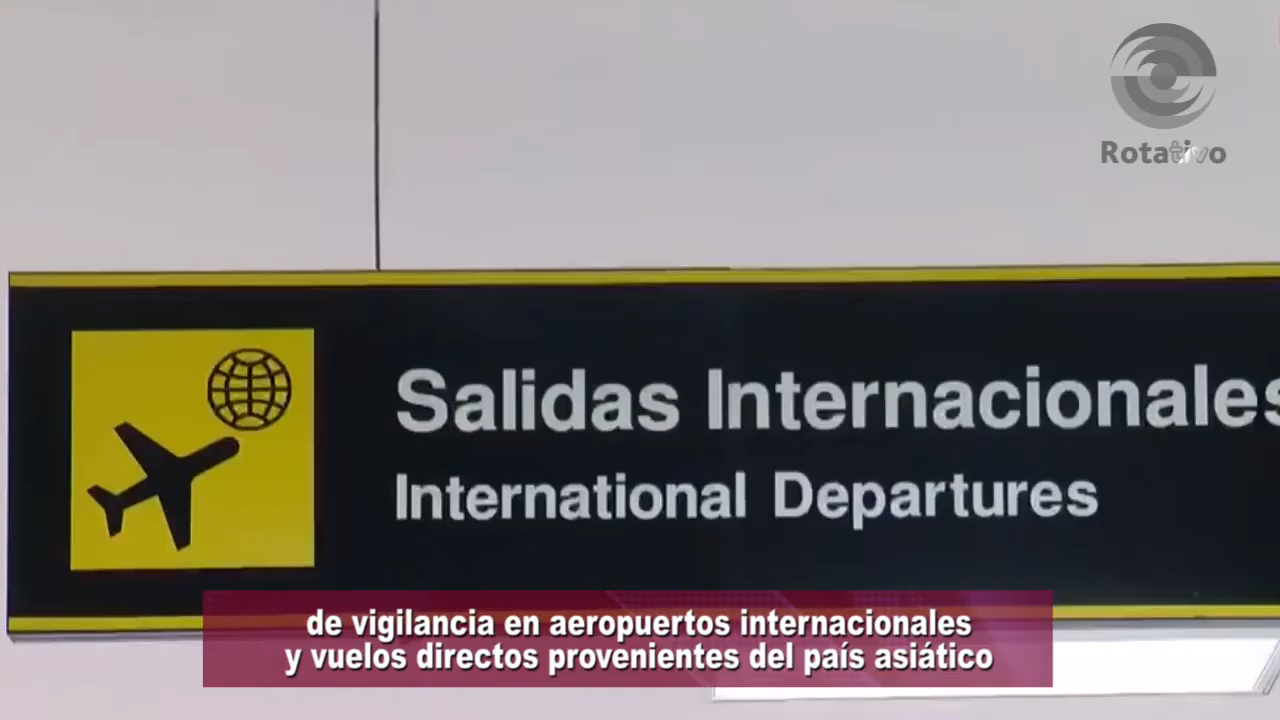 Rotativo
Salidas Internacionales
International Departures
de vigilancia en aeropuertos internacionales
y vuelos directos provenientes del país asiático